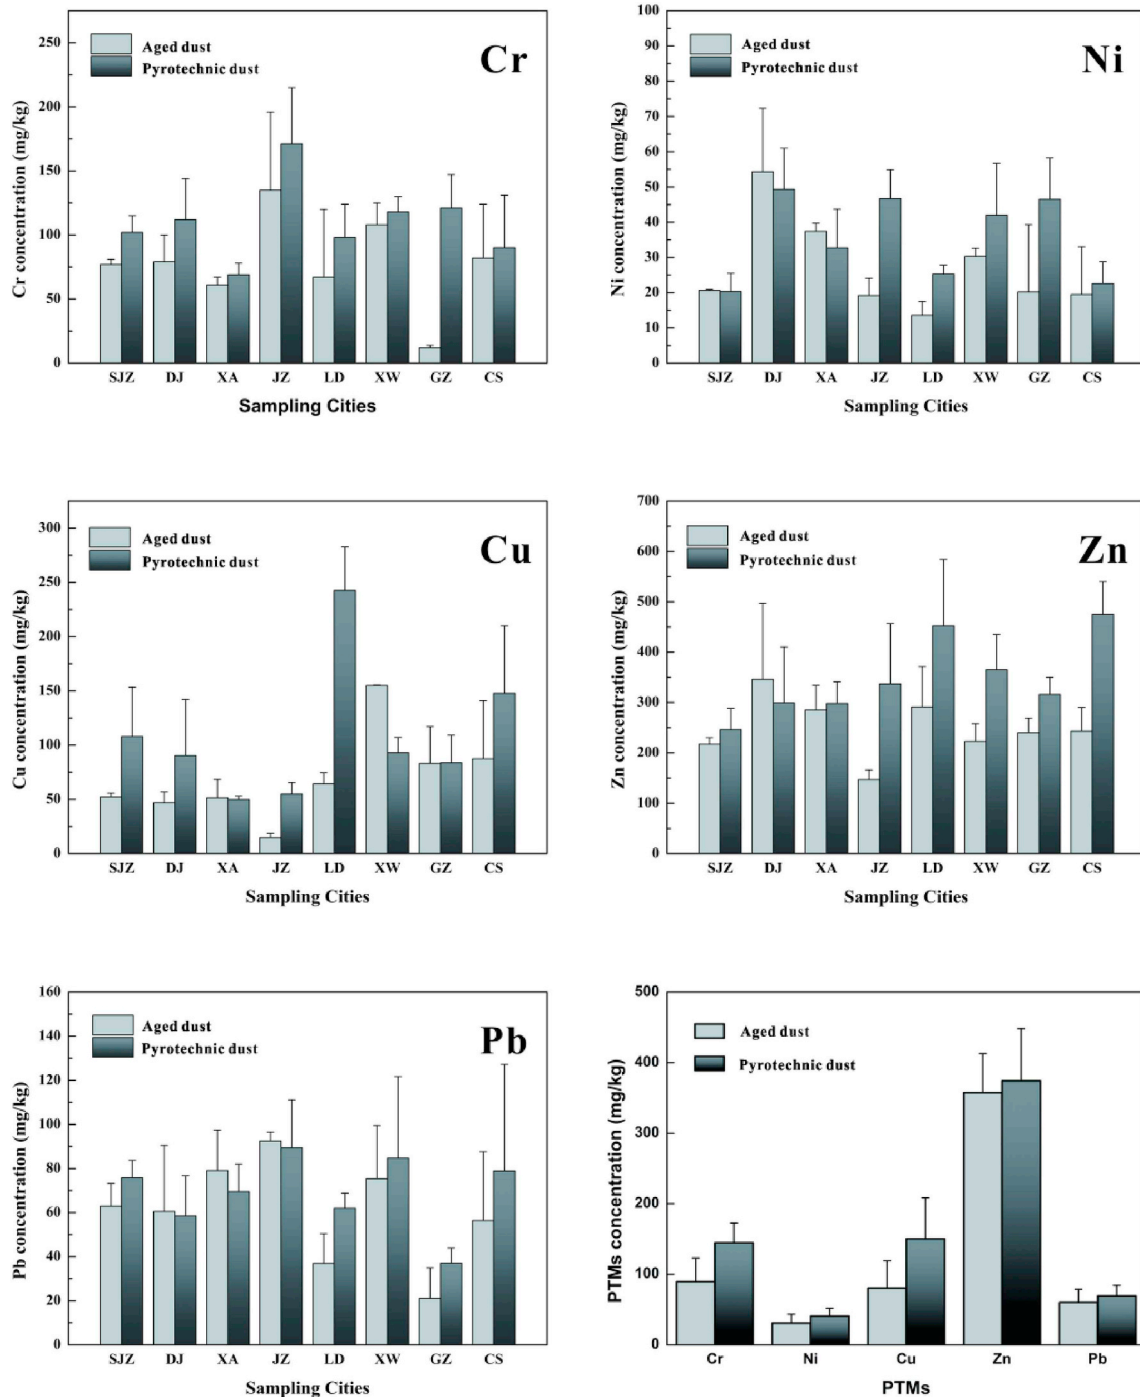 Cr
Aged dust
Pyrotechnic dust
Cr concentration (mg/kg)
250
200
150
100
50
0
SJZ DJ XA JZ LD XW GZ CS
Sampling Cities
Ni
Aged dust
Pyrotechnic dust
Ni concentration (mg/kg)
100
90
80
70
60
50
40
30
20
10
0
SJZ DJ XA JZ LD XW GZ CS
Sampling Cities
Cu
Aged dust
Pyrotechnic dust
Cu concentration (mg/kg)
300
250
200
150
100
50
0
SJZ DJ XA JZ LD XW GZ CS
Sampling Cities
Zn
Aged dust
Pyrotechnic dust
Zn concentration (mg/kg)
700
600
500
400
300
200
100
0
SJZ DJ XA JZ LD XW GZ CS
Sampling Cities
Pb
Aged dust
Pyrotechnic dust
Pb concentration (mg/kg)
160
140
120
100
80
60
40
20
0
SJZ DJ XA JZ LD XW GZ CS
Sampling Cities
Aged dust
Pyrotechnic dust
PTMs concentration (mg/kg)
500
400
300
200
100
0
Cr Ni Cu Zn Pb
PTMs